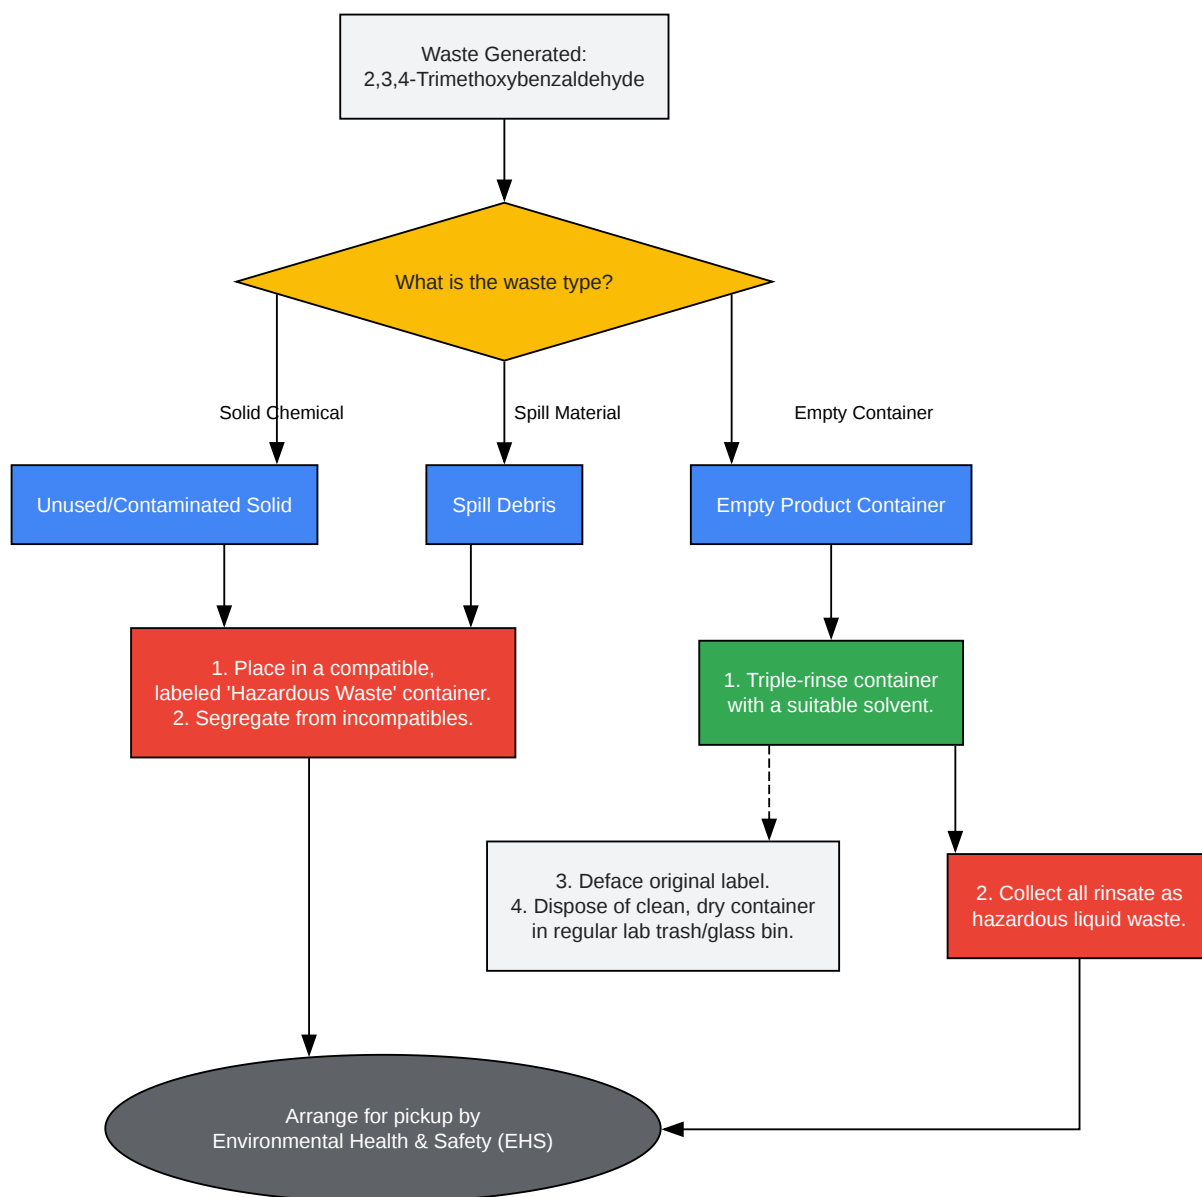 Waste Generated:
2,3,4-Trimethoxybenzaldehyde
What is the waste type?
Solid Chemical
Spill Material
Empty Container
Unused/Contaminated Solid
Spill Debris
Empty Product Container
1. Place in a compatible,
labeled 'Hazardous Waste' container.
2. Segregate from incompatibles.
1. Triple-rinse container
with a suitable solvent.
3. Deface original label.
4. Dispose of clean, dry container
in regular lab trash/glass bin.
2. Collect all rinsate as
hazardous liquid waste.
Arrange for pickup by
Environmental Health & Safety (EHS)